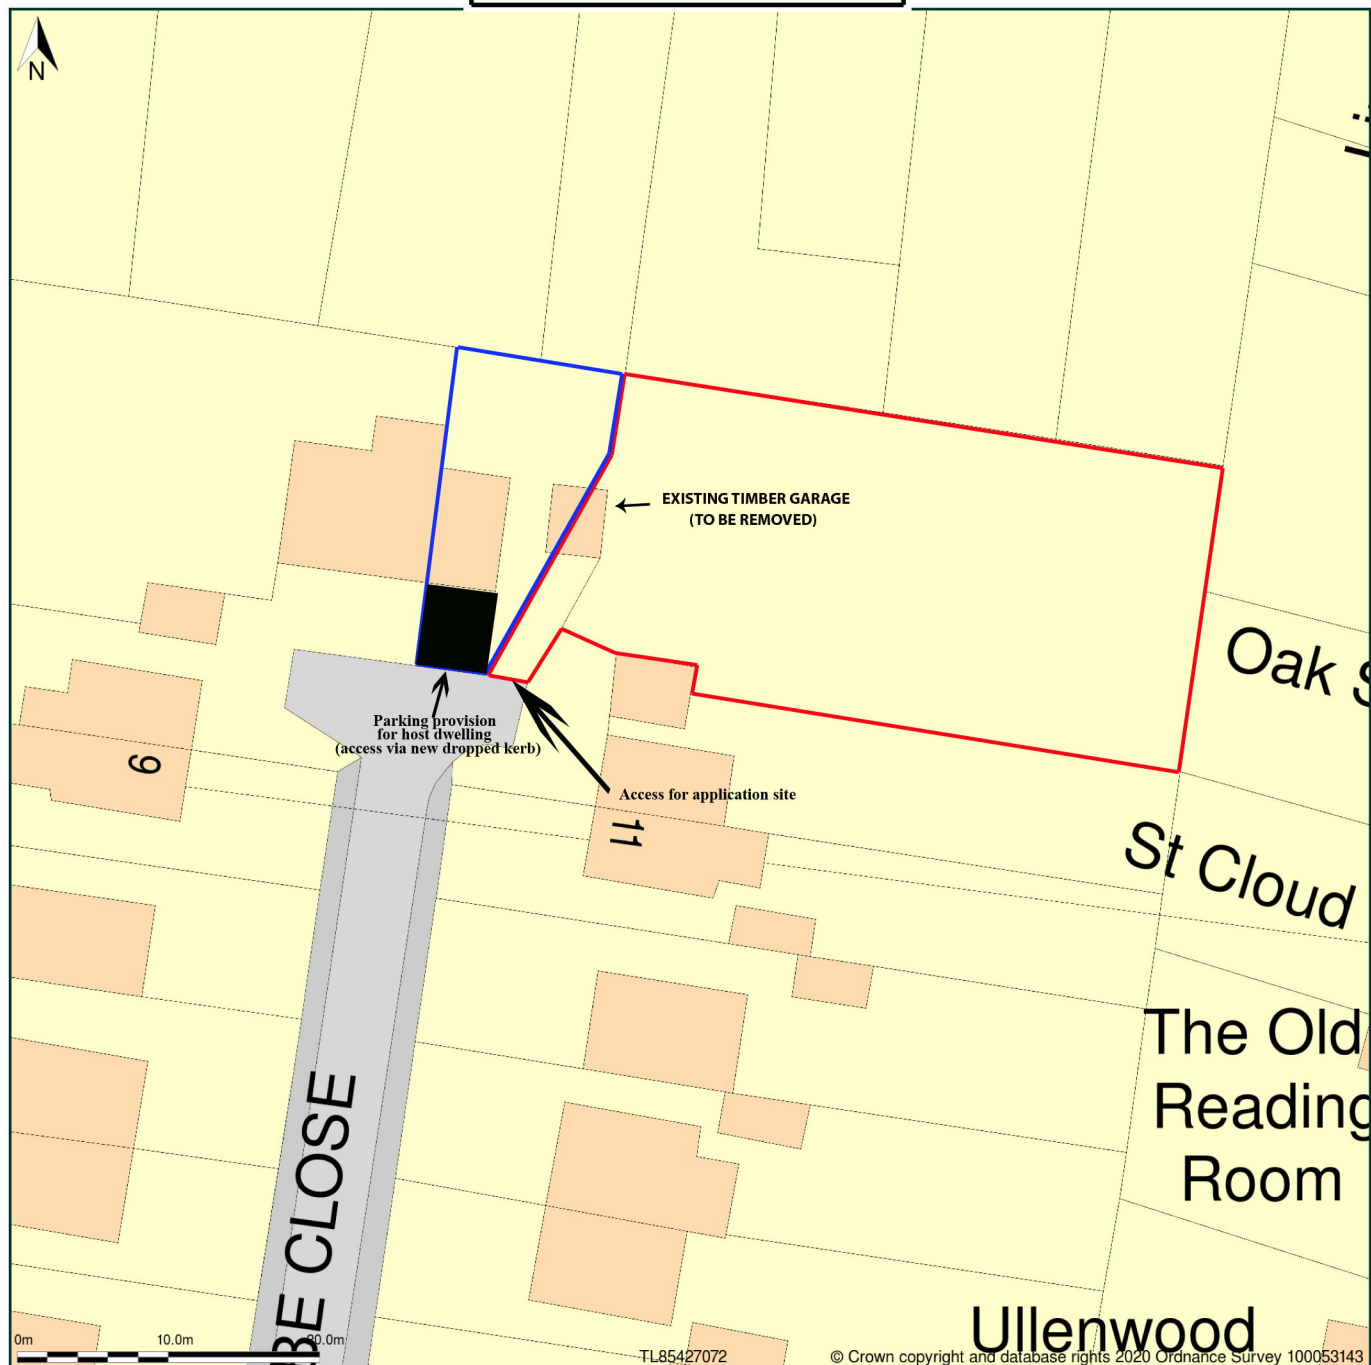 N
EXISTING TIMBER GARAGE
(TO BE REMOVED)
Oak S
Parking provision
for host dwelling
(access via new dropped kerb)
9
Access for application site
11
St Cloud
The Old
Reading
Room
BE CLOSE
Ullenwood
0m 10.0m 20.0m
TL85427072
© Crown copyright and database rights 2020 Ordnance Survey 100053143